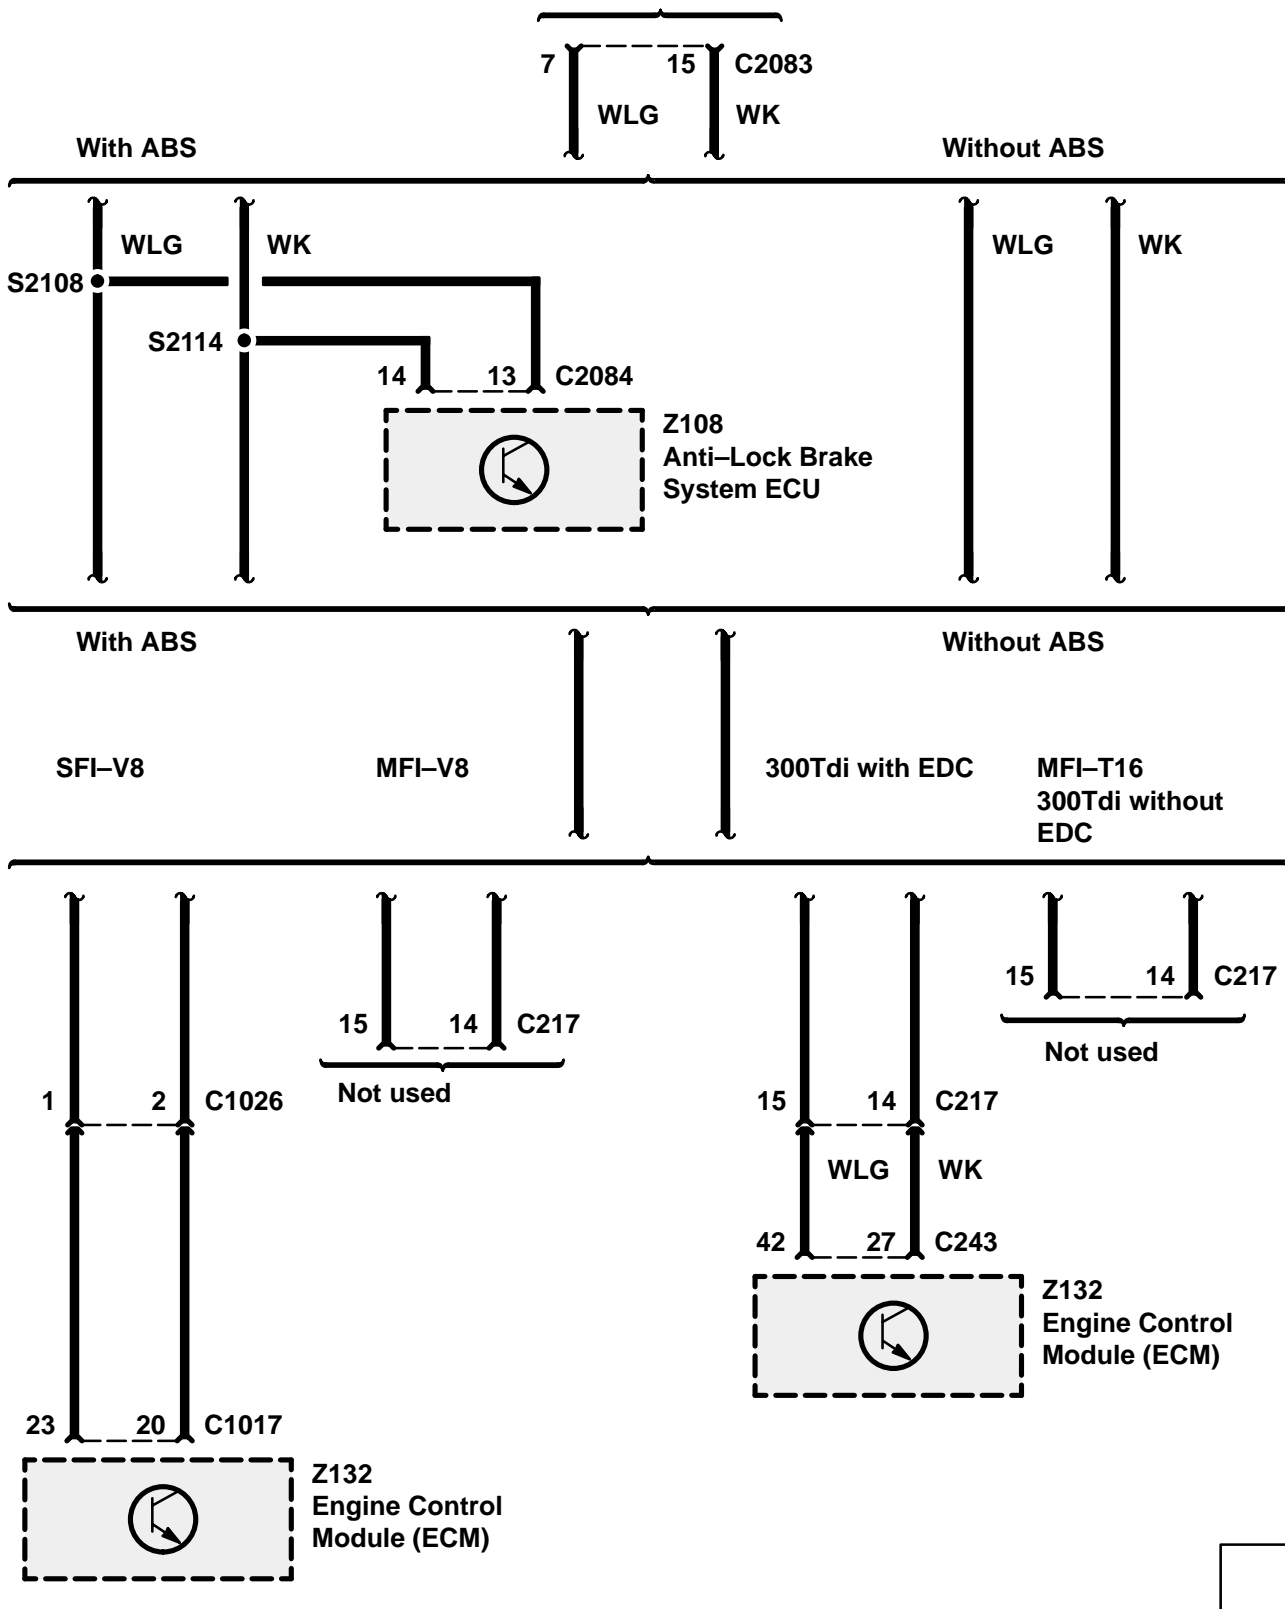 7 15 C2083
WLG WK
With ABS Without ABS
WLG WK WLG WK
S2108
S2114
14 13 C2084
Z108
Anti–Lock Brake
System ECU
With ABS Without ABS
SFI–V8 MFI–V8 300Tdi with EDC MFI–T16
300Tdi without
EDC
15 14 C217
15 14 C217
Not used
Not used
1 2 C1026 15 14 C217
WLG WK
42 27 C243
Z132
Engine Control
Module (ECM)
23 20 C1017
Z132
Engine Control
Module (ECM)